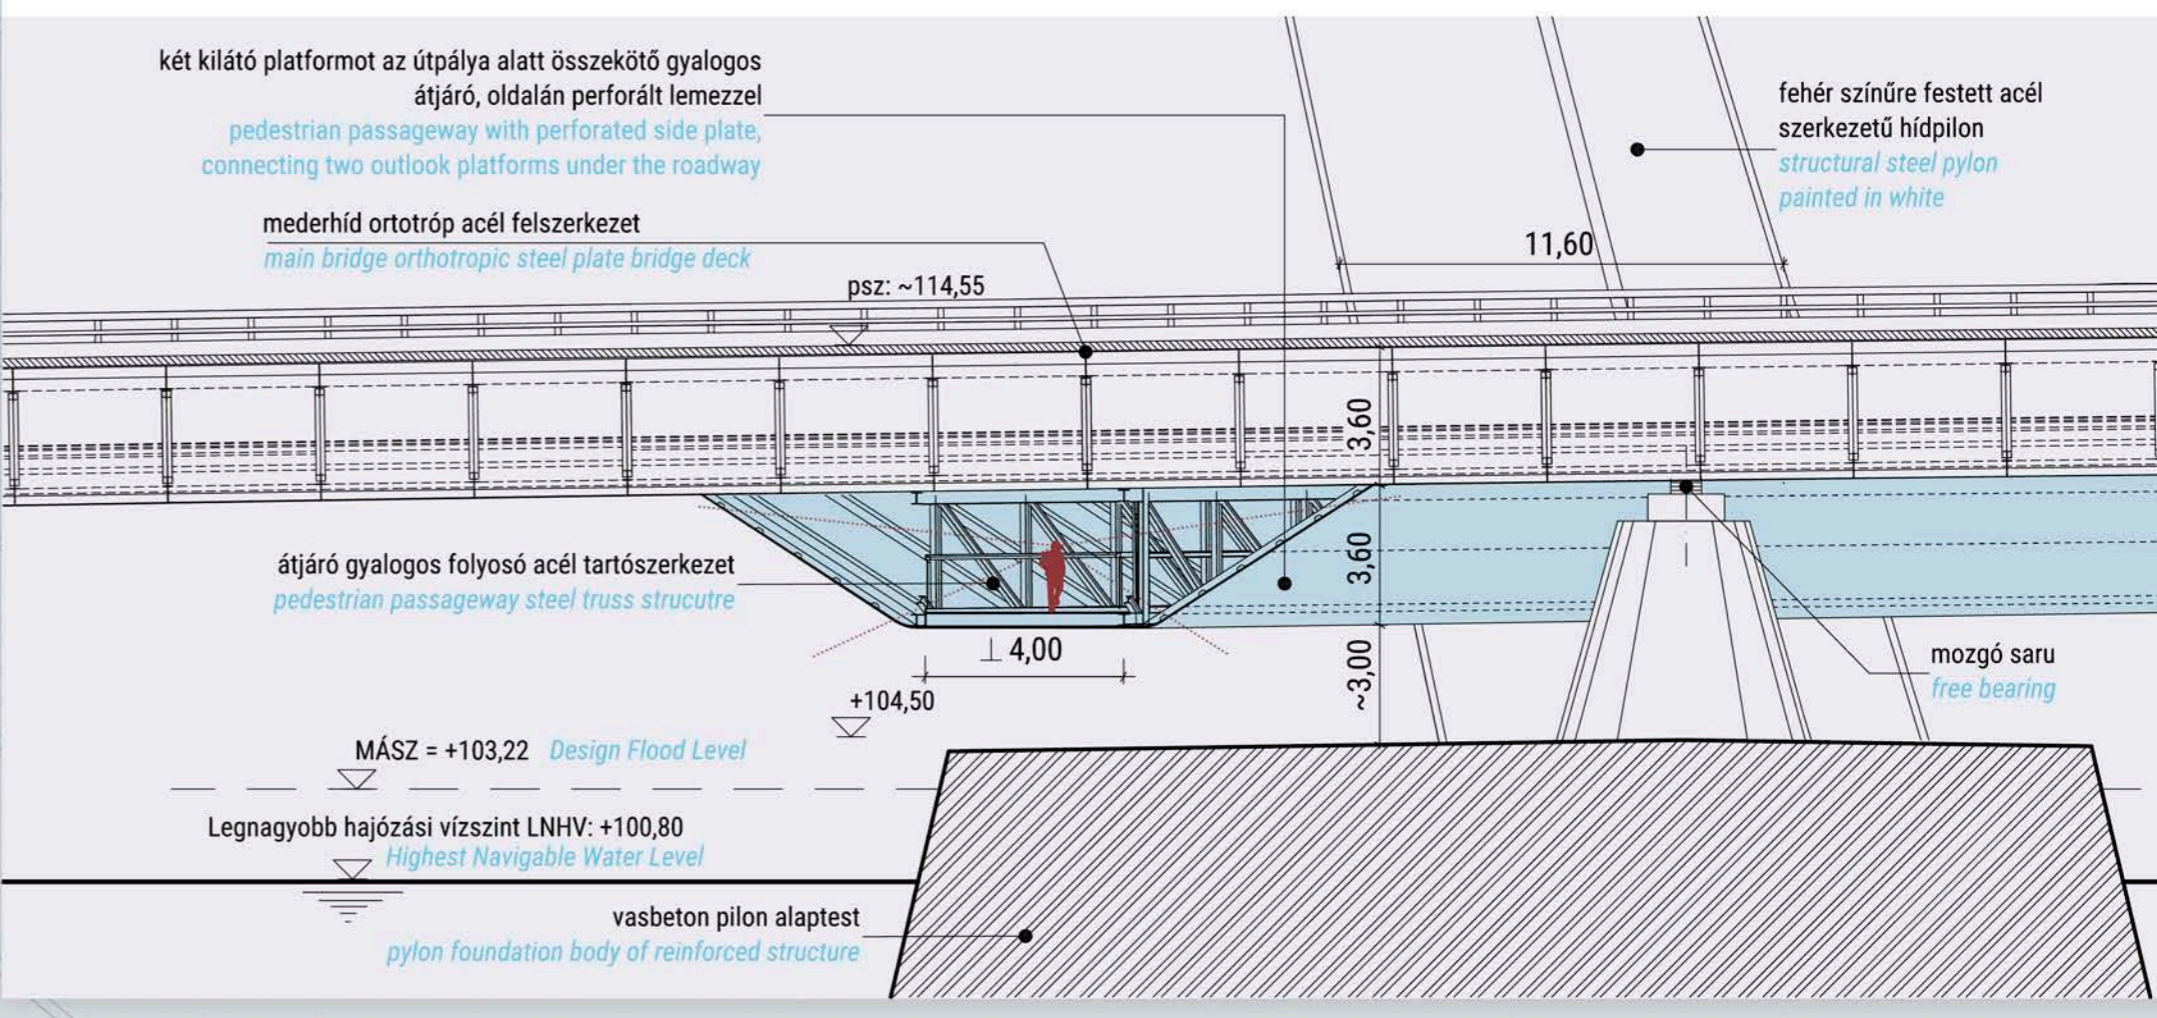 két kilátó platformot az útpálya alatt összekötő gyalogos
átjáró, oldalán perforált lemezzel
pedestrian passageway with perforated side plate,
connecting two outlook platforms under the roadway
fehér színűre festett acél
szerkezetű hídpilon
structural steel pylon
painted in white
mederhíd ortotróp acél felszerkezet
main bridge orthotropic steel plate bridge deck
11,60
psz: ~114,55
3,60
3,60
átjáró gyalogos folyosó acél tartószerkezet
pedestrian passageway steel truss strucutre
⊥ 4,00
~3,00
mozgó saru
free bearing
+104,50
MÁSZ = +103,22 Design Flood Level
Legnagyobb hajózási vízszint LNHV: +100,80
Highest Navigable Water Level
vasbeton pilon alaptest
pylon foundation body of reinforced structure